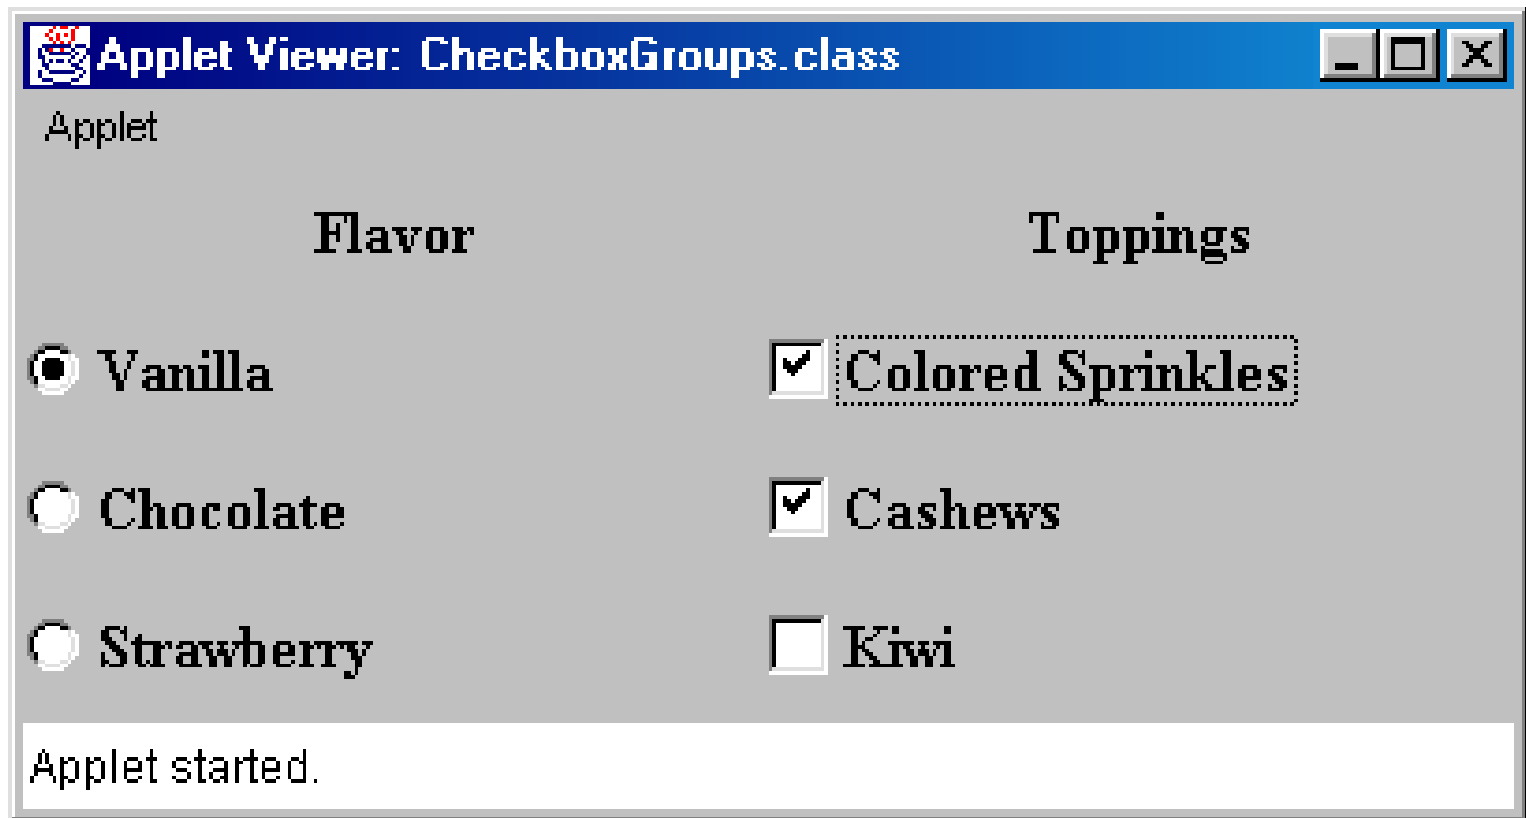 Applet Viewer: CheckboxGroups.class
Applet
Flavor Toppings
Vanilla Colored Sprinkles
Chocolate Cashews
Strawberry Kiwi
Applet started.